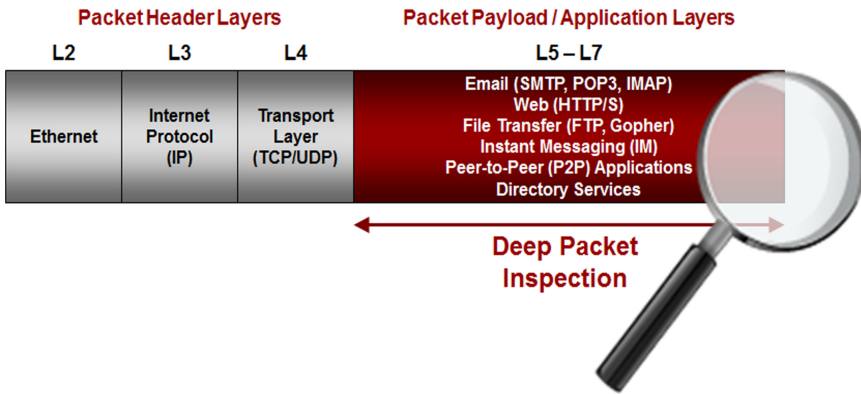 Packet Header Layers
Packet Payload / Application Layers
L2
L3
L4
L5 – L7
Ethernet
Internet
Protocol
(IP)
Transport
Layer
(TCP/UDP)
Email (SMTP, POP3, IMAP)
Web (HTTP/S)
File Transfer (FTP, Gopher)
Instant Messaging (IM)
Peer-to-Peer (P2P) Applications
Directory Services
Deep Packet
Inspection